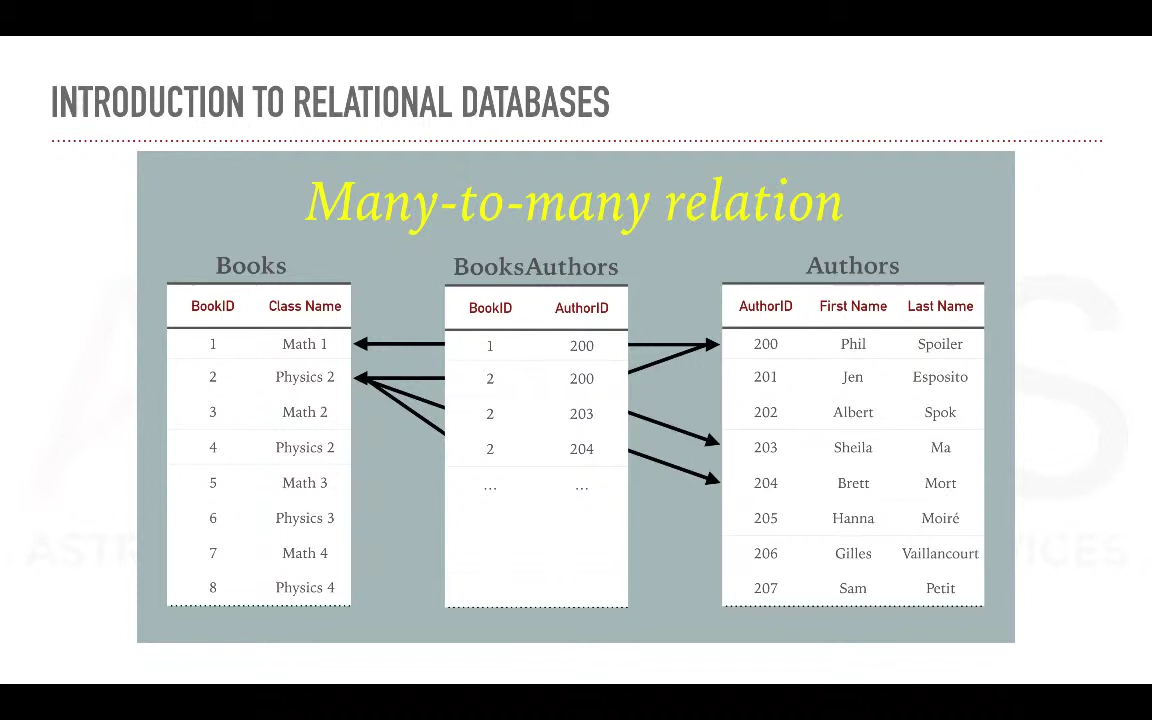 INTRODUCTION TO RELATIONAL DATABASES
Many-to-many relation
Books
BookID Class Name
1 Math 1
2 Physics 2
3 Math 2
4 Physics 2
5 Math 3
6 Physics 3
7 Math 4
8 Physics 4
BooksAuthors
BookID AuthorID
1 200
2 200
2 203
2 204
... ...
Authors
AuthorID First Name Last Name
200 Phil Spoiler
201 Jen Esposito
202 Albert Spok
203 Sheila Ma
204 Brett Mort
205 Hanna Moiré
206 Gilles Vaillancourt
207 Sam Petit